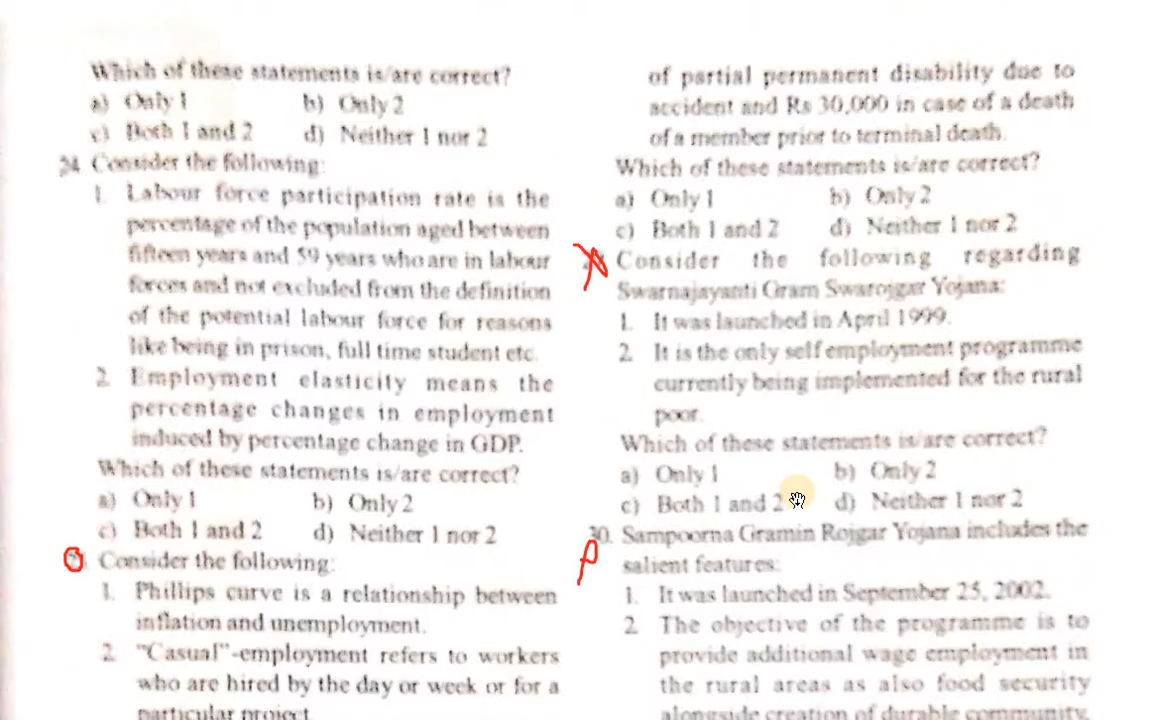 Which of these statements is/are correct?
a) Only 1 b) Only 2
c) Both 1 and 2 d) Neither 1 nor 2
24. Consider the following:
1. Labour force participation rate is the
percentage of the population aged between
fifteen years and 59 years who are in labour
forces and not excluded from the definition
of the potential labour force for reasons
like being in prison, full time student etc.
2. Employment elasticity means the
percentage changes in employment
induced by percentage change in GDP.
Which of these statements is/are correct?
a) Only 1 b) Only 2
c) Both 1 and 2 d) Neither 1 nor 2
Consider the following:
1. Phillips curve is a relationship between
inflation and unemployment.
2. "Casual"-employment refers to workers
who are hired by the day or week or for a
particular project.
of partial permanent disability due to
accident and Rs 30,000 in case of a death
of a member prior to terminal death.
Which of these statements is/are correct?
a) Only 1 b) Only 2
c) Both 1 and 2 d) Neither 1 nor 2
Consider the following regarding
Swarnajayanti Gram Swarojgar Yojana:
1. It was launched in April 1999.
2. It is the only self employment programme
currently being implemented for the rural
poor.
Which of these statements is/are correct?
a) Only 1 b) Only 2
c) Both 1 and 2 d) Neither 1 nor 2
30. Sampoorna Gramin Rojgar Yojana includes the
salient features:
1. It was launched in September 25, 2002.
2. The objective of the programme is to
provide additional wage employment in
the rural areas as also food security
alongside creation of durable community,